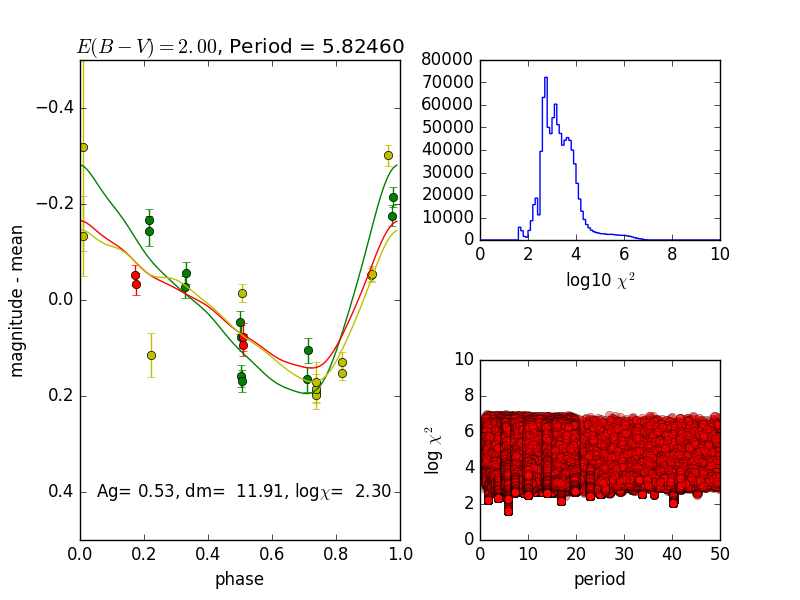 E(B−V)=2.00, Period = 5.82460
magnitude - mean
−0.4
−0.2
0.0
0.2
0.4
Ag= 0.53, dm= 11.91, logχ= 2.30
0.0 0.2 0.4 0.6 0.8 1.0
phase
80000
70000
60000
50000
40000
30000
20000
10000
0
0 2 4 6 8 10
log10 χ²
log χ²
10
8
6
4
2
0
0 10 20 30 40 50
period